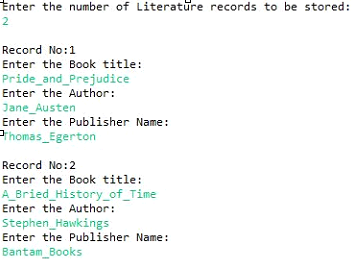 Enter the number of Literature records to be stored:
2
Record No:1
Enter the Book title:
Pride_and_Prejudice
Enter the Author:
Jane_Austen
Enter the Publisher Name:
Thomas_Egerton
Record No:2
Enter the Book title:
A_Bried_History_of_Time
Enter the Author:
Stephen_Hawkings
Enter the Publisher Name:
Bantam_Books